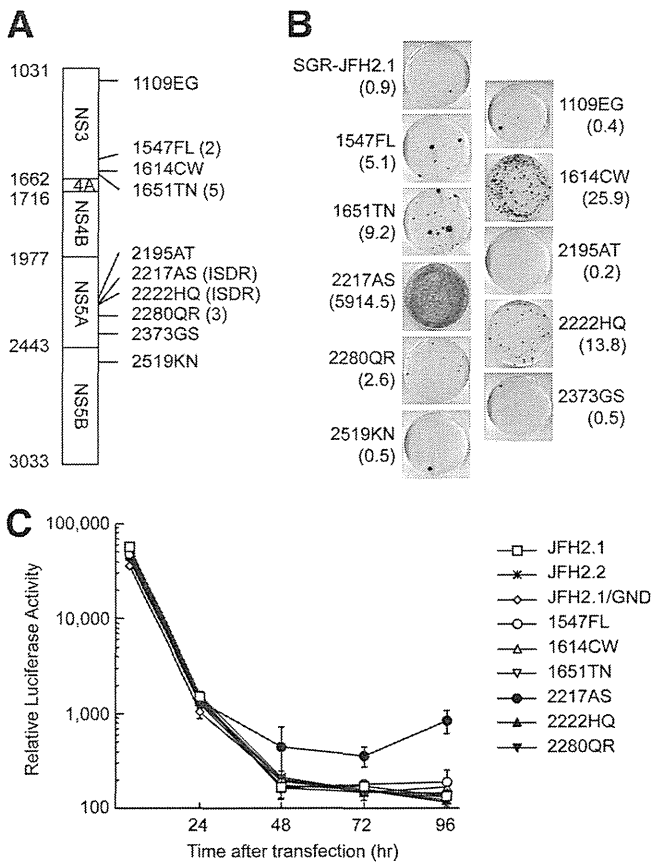 A
1031
1662
1716
1977
2443
3033
NS3
4A
NS4B
NS5A
NS5B
1109EG
1547FL (2)
1614CW
1651TN (5)
2195AT
2217AS (ISDR)
2222HQ (ISDR)
2280QR (3)
2373GS
2519KN
B
SGR-JFH2.1
(0.9)
1547FL
(5.1)
1651TN
(9.2)
2217AS
(5914.5)
2280QR
(2.6)
2519KN
(0.5)
1109EG
(0.4)
1614CW
(25.9)
2195AT
(0.2)
2222HQ
(13.8)
2373GS
(0.5)
C
Relative Luciferase Activity
100,000
10,000
1,000
100
24 48 72 96
Time after transfection (hr)
JFH2.1
JFH2.2
JFH2.1/GND
1547FL
1614CW
1651TN
2217AS
2222HQ
2280QR